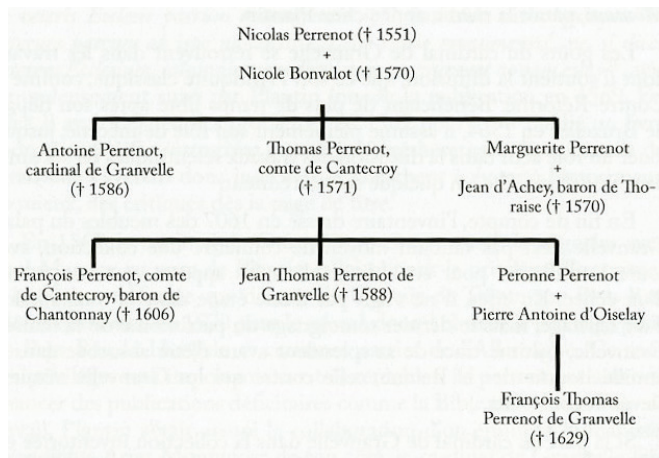 Nicolas Perrenot († 1551)
+
Nicole Bonvalot († 1570)
Antoine Perrenot,
cardinal de Granvelle
(† 1586)
Thomas Perrenot,
comte de Cantecroy
(† 1571)
Marguerite Perrenot
+
Jean d'Achey, baron de Tho-
raise († 1570)
François Perrenot, comte
de Cantecroy, baron de
Chantonnay († 1606)
Jean Thomas Perrenot de
Granvelle († 1588)
Peronne Perrenot
+
Pierre Antoine d'Oiselay
François Thomas
Perrenot de Granvelle
(† 1629)